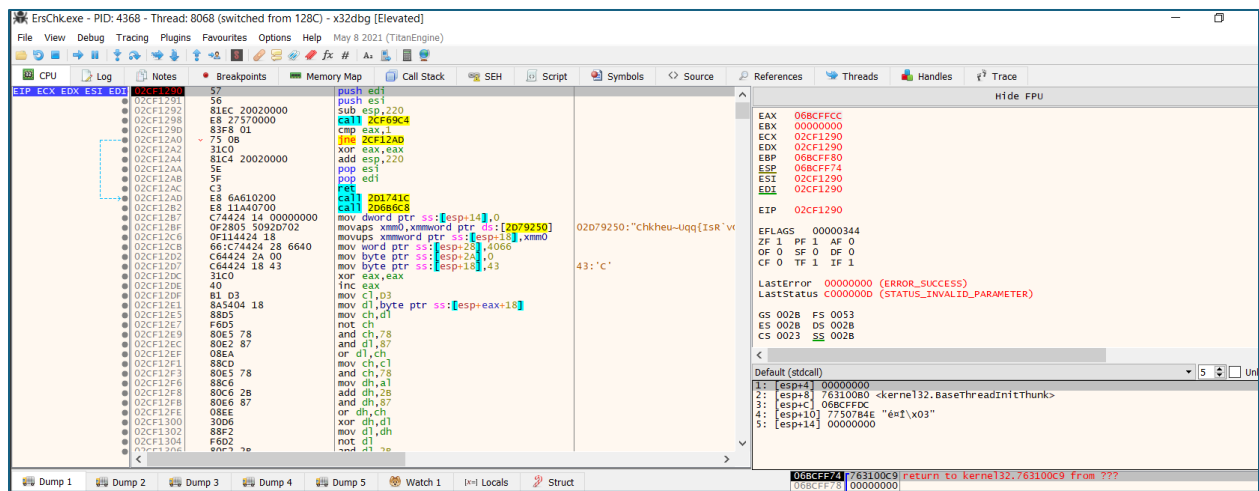 ErsChk.exe - PID: 4368 - Thread: 8068 (switched from 128C) - x32dbg [Elevated]
File View Debug Tracing Plugins Favourites Options Help May 8 2021 (TitanEngine)
CPU Log Notes Breakpoints Memory Map Call Stack SEH Script Symbols Source References Threads Handles Trace
EIP ECX EDX ESI EDI 02CF1290 57 push edi
02CF1291 56 push esi
02CF1292 81EC 20020000 sub esp,220
02CF1298 E8 27570000 call 2CF69C4
02CF129D 83F8 01 cmp eax,1
02CF12A0 75 0B jne 2CF12AD
02CF12A2 31C0 xor eax,eax
02CF12A4 81C4 20020000 add esp,220
02CF12AA 5E pop esi
02CF12AB 5F pop edi
02CF12AC C3 ret
02CF12AD E8 6A610200 call 2D1741C
02CF12B2 E8 11A40700 call 2D6B6C8
02CF12B7 C74424 14 00000000 mov dword ptr ss:[esp+14],0
02CF12BF 0F2805 5092D702 movaps xmm0,xmmword ptr ds:[2D79250] 02D79250:"Chkheu~Uqq{IsR`v
02CF12C6 0F114424 18 movups xmmword ptr ss:[esp+18],xmm0
02CF12CB 66:C74424 28 6640 mov word ptr ss:[esp+28],4066
02CF12D2 C64424 2A 00 mov byte ptr ss:[esp+2A],0
02CF12D7 C64424 18 43 mov byte ptr ss:[esp+18],43 43:'C'
02CF12DC 31C0 xor eax,eax
02CF12DE 40 inc eax
02CF12DF B1 D3 mov cl,D3
02CF12E1 8A5404 18 mov dl,byte ptr ss:[esp+eax+18]
02CF12E5 88D5 mov ch,dl
02CF12E7 F6D5 not ch
02CF12E9 80E5 78 and ch,78
02CF12EC 80E2 87 and dl,87
02CF12EF 08EA or dl,ch
02CF12F1 88CD mov ch,cl
02CF12F3 80E5 78 and ch,78
02CF12F6 88C6 mov dh,al
02CF12F8 80C6 2B add dh,2B
02CF12FB 80E6 87 and dh,87
02CF12FE 08EE or dh,ch
02CF1300 30D6 xor dh,dl
02CF1302 88F2 mov dl,dh
02CF1304 F6D2 not dl
02CF1306 80E2 2B and dl,2B
Hide FPU
EAX 06BCFFCC
EBX 00000000
ECX 02CF1290
EDX 02CF1290
EBP 06BCFF80
ESP 06BCFF74
ESI 02CF1290
EDI 02CF1290
EIP 02CF1290
EFLAGS 00000344
ZF 1 PF 1 AF 0
OF 0 SF 0 DF 0
CF 0 TF 1 IF 1
LastError 00000000 (ERROR_SUCCESS)
LastStatus C000000D (STATUS_INVALID_PARAMETER)
GS 002B FS 0053
ES 002B DS 002B
CS 0023 SS 002B
Default (stdcall) 5 Unl
1: [esp+4] 00000000
2: [esp+8] 763100B0 <kernel32.BaseThreadInitThunk>
3: [esp+C] 06BCFFDC
4: [esp+10] 77507B4E "é¤Î\x03"
5: [esp+14] 00000000
Dump 1 Dump 2 Dump 3 Dump 4 Dump 5 Watch 1 Locals Struct
06BCFF74 763100C9 return to kernel32.763100C9 from ???
06BCFF78 00000000